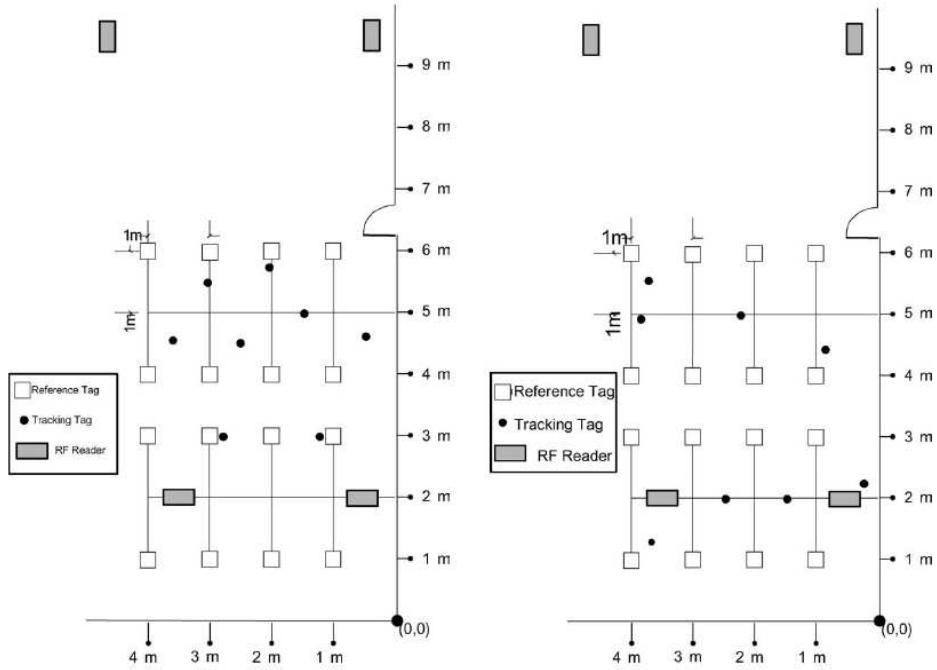 9 m
8 m
7 m
1m
6 m
1m
5 m
4 m
Reference Tag
Tracking Tag
RF Reader
3 m
2 m
1 m
(0,0)
4 m
3 m
2 m
1 m
9 m
8 m
7 m
1m
6 m
1m
5 m
4 m
Reference Tag
Tracking Tag
RF Reader
3 m
2 m
1 m
(0,0)
4 m
3 m
2 m
1 m